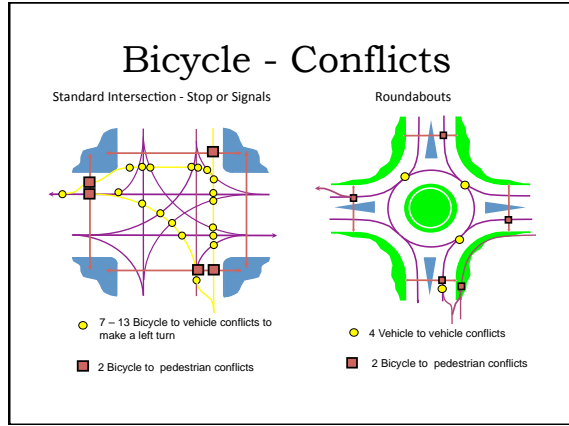 Bicycle - Conflicts
Standard Intersection - Stop or Signals
Roundabouts
7 – 13 Bicycle to vehicle conflicts to
make a left turn
2 Bicycle to pedestrian conflicts
4 Vehicle to vehicle conflicts
2 Bicycle to pedestrian conflicts